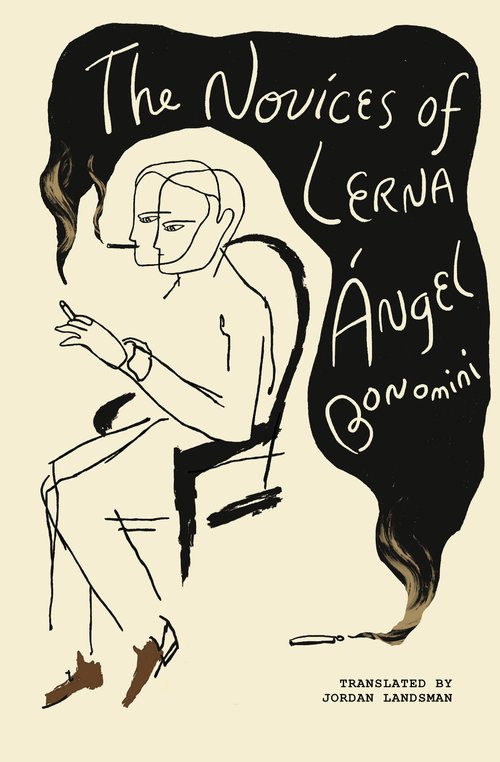 The Novices of
Lerna
Ángel
Bonomini
TRANSLATED BY
JORDAN LANDSMAN